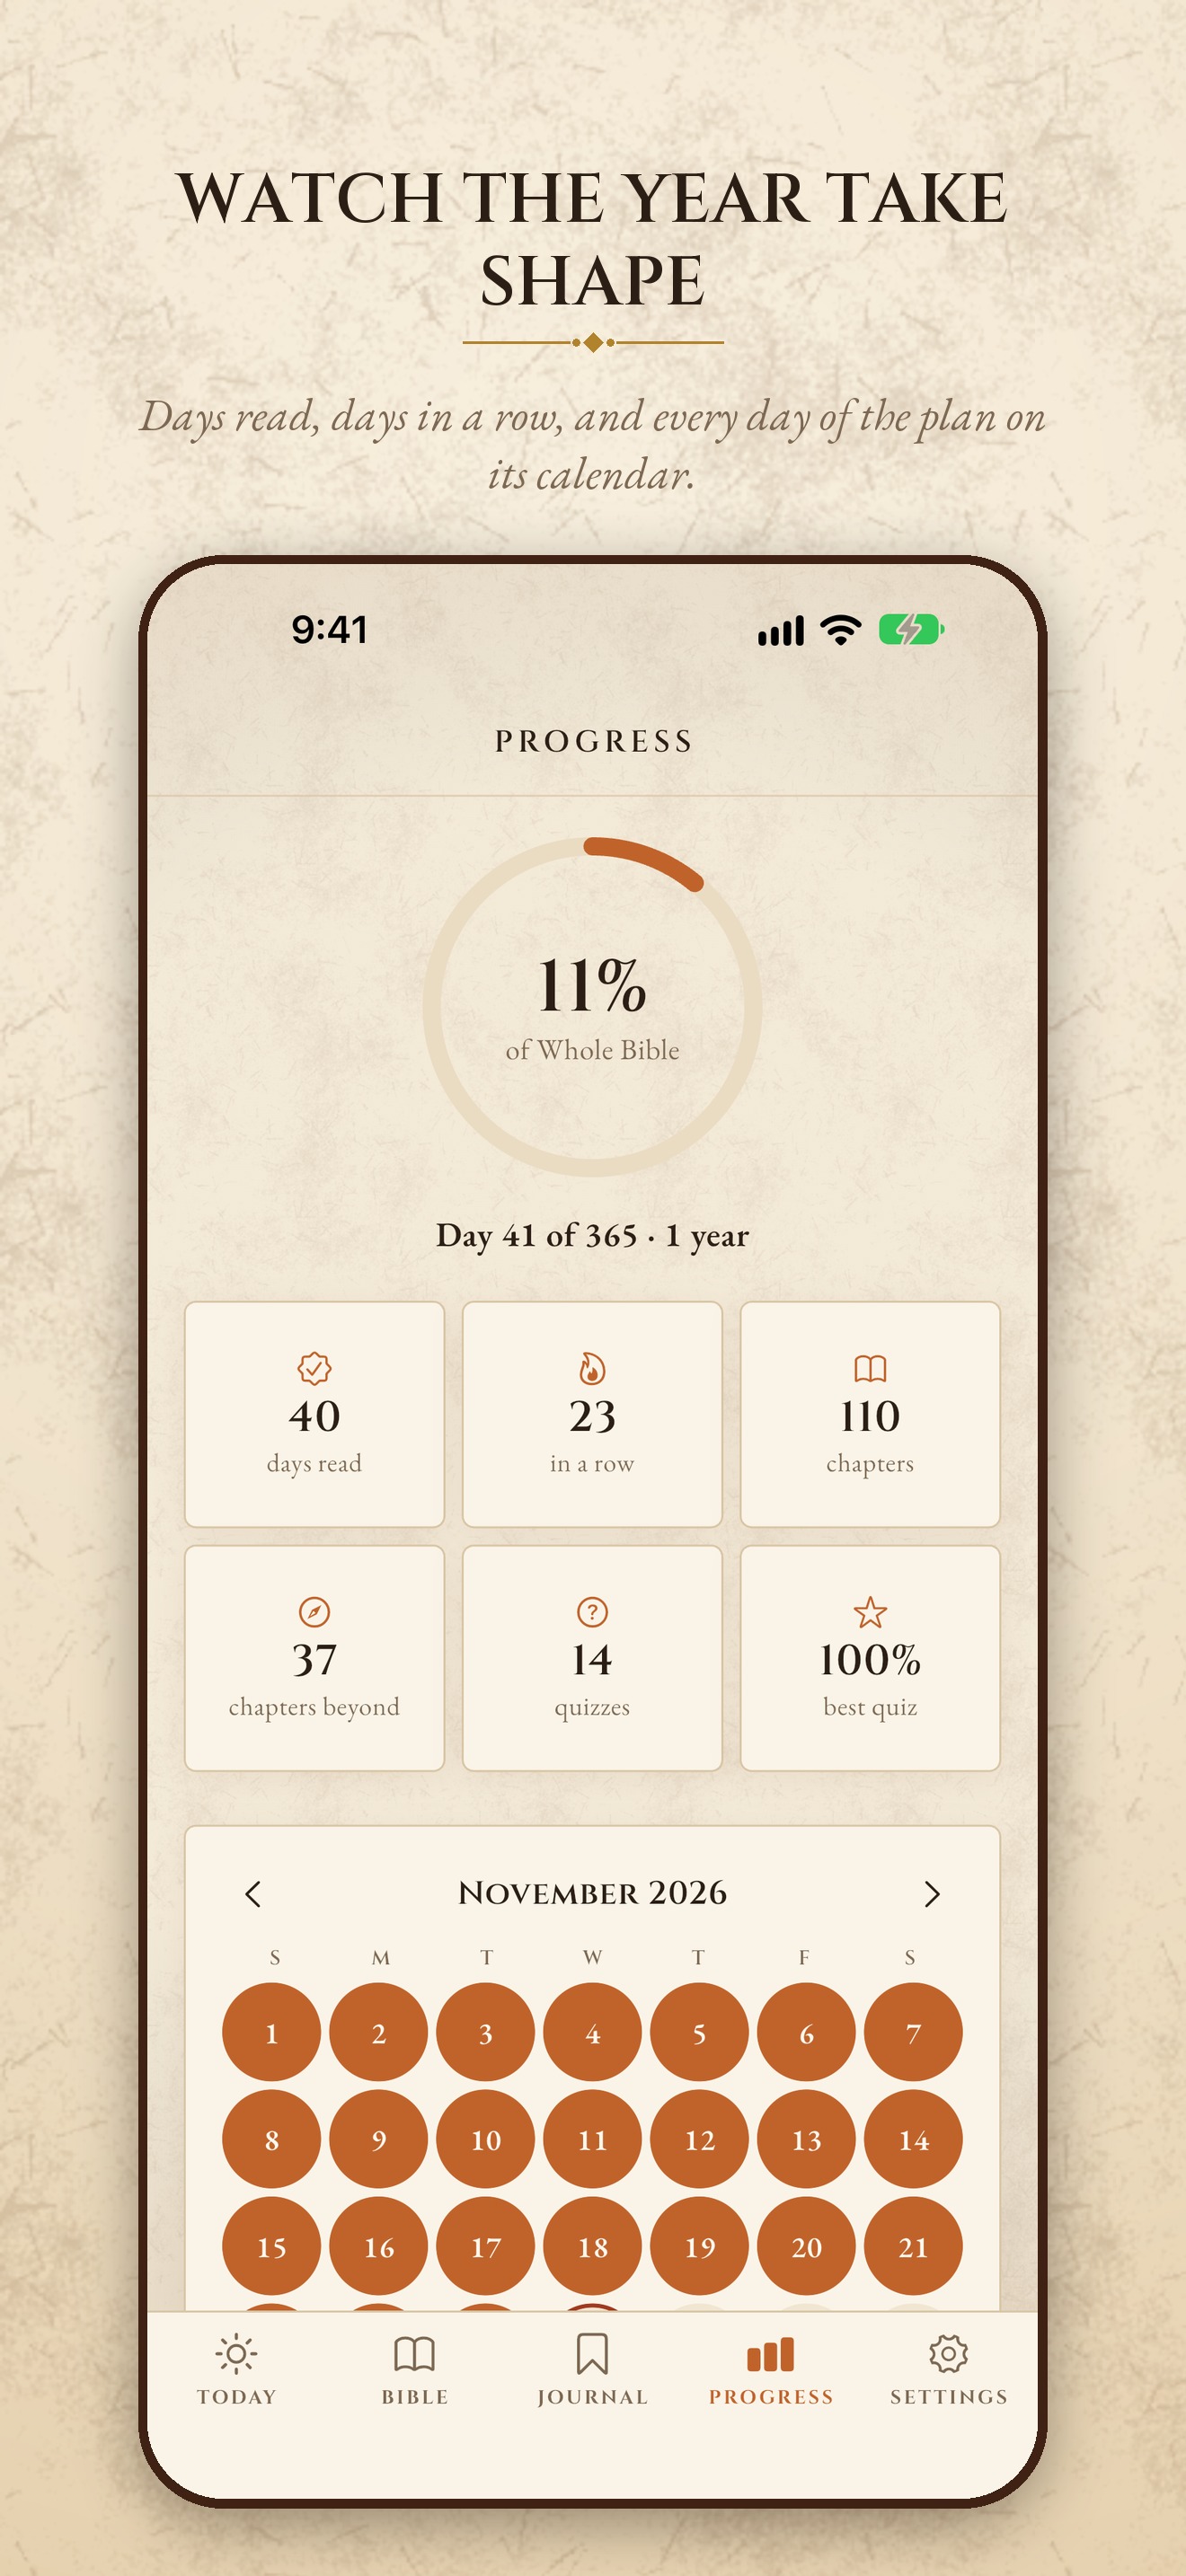 WATCH THE YEAR TAKE
SHAPE
Days read, days in a row, and every day of the plan on
its calendar.
9:41
PROGRESS
11%
of Whole Bible
Day 41 of 365 · 1 year
40
days read
23
in a row
110
chapters
37
chapters beyond
14
quizzes
100%
best quiz
NOVEMBER 2026
S M T W T F S
1 2 3 4 5 6 7
8 9 10 11 12 13 14
15 16 17 18 19 20 21
TODAY BIBLE JOURNAL PROGRESS SETTINGS